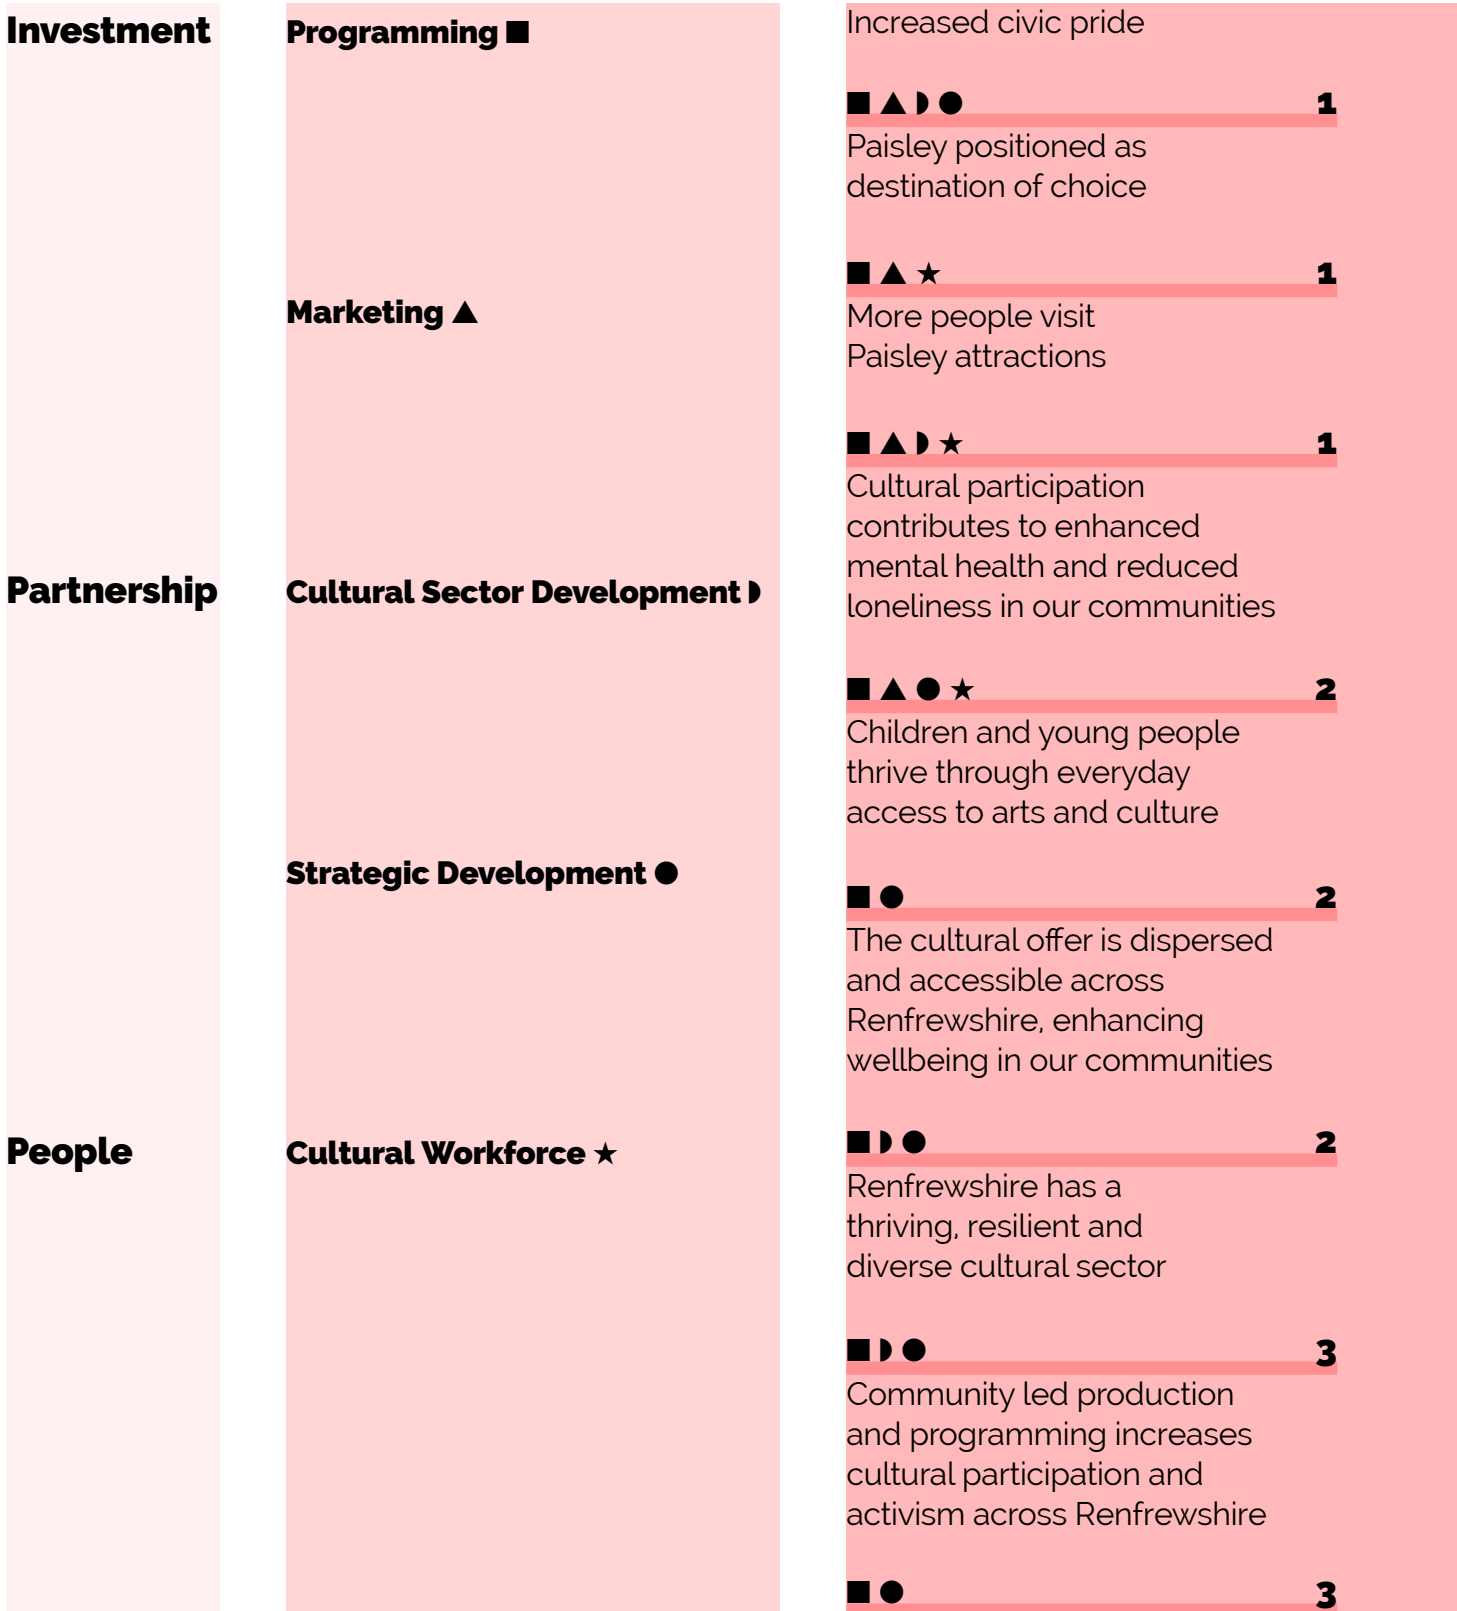 Investment
Partnership
People
Programming ■
Marketing ▲
Cultural Sector Development ◗
Strategic Development ●
Cultural Workforce ★
Increased civic pride
■ ▲ ◗ ● 1
Paisley positioned as
destination of choice
■ ▲ ★ 1
More people visit
Paisley attractions
■ ▲ ◗ ★ 1
Cultural participation
contributes to enhanced
mental health and reduced
loneliness in our communities
■ ▲ ● ★ 2
Children and young people
thrive through everyday
access to arts and culture
■ ● 2
The cultural offer is dispersed
and accessible across
Renfrewshire, enhancing
wellbeing in our communities
■ ◗ ● 2
Renfrewshire has a
thriving, resilient and
diverse cultural sector
■ ◗ ● 3
Community led production
and programming increases
cultural participation and
activism across Renfrewshire
■ ● 3